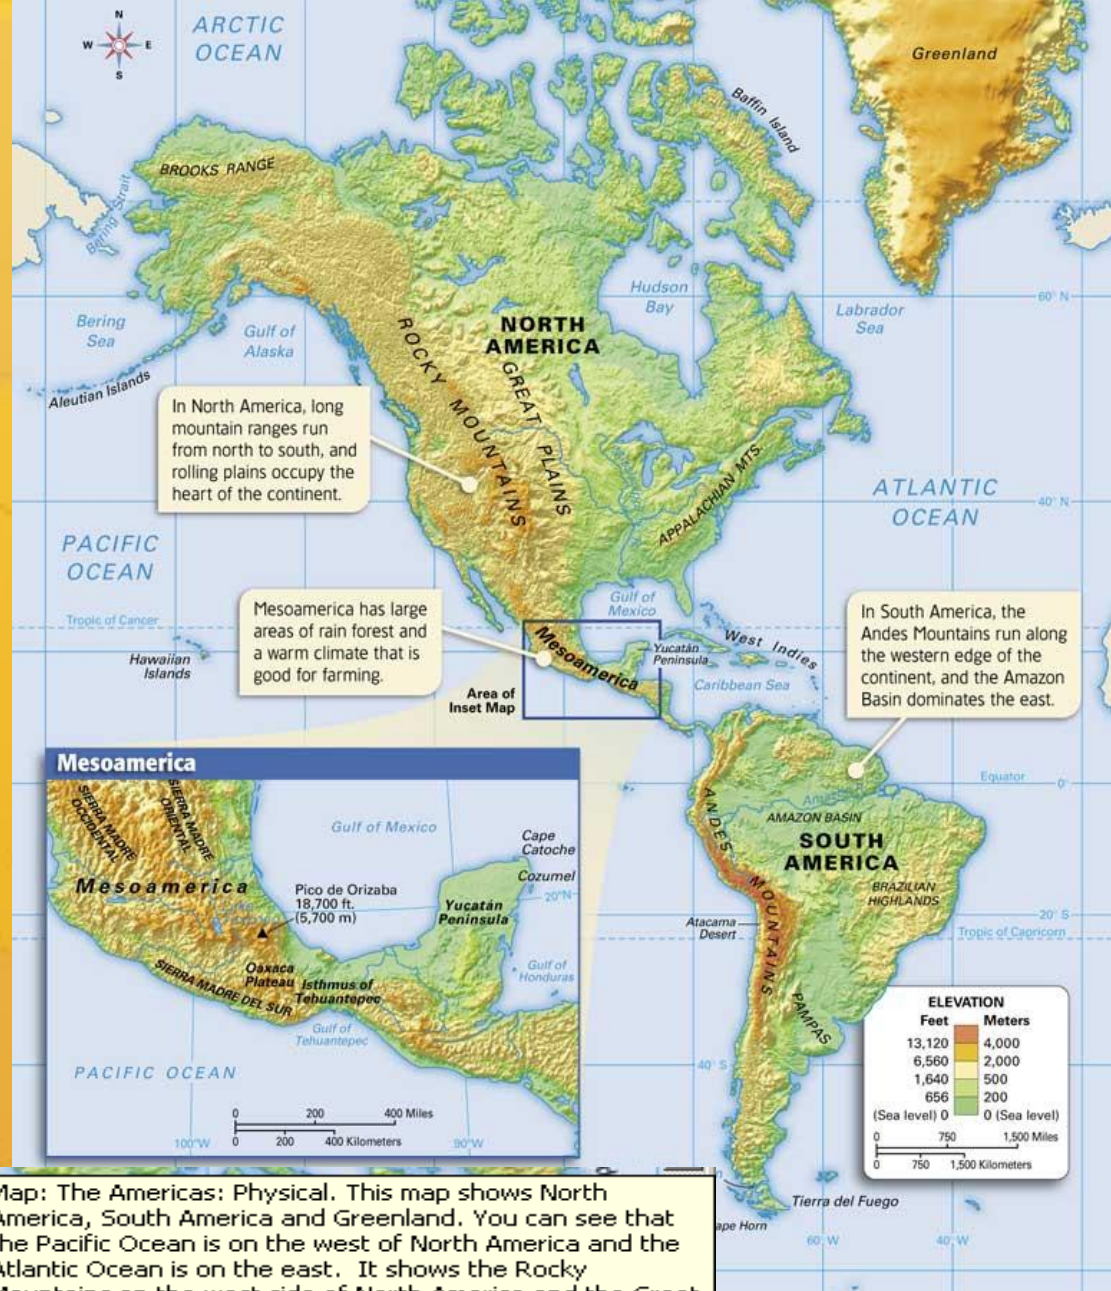 N
W E
S
ARCTIC
OCEAN
Greenland
Baffin Island
BROOKS RANGE
Bering Strait
Hudson
Bay
60° N
Labrador
Sea
Bering
Sea
Gulf of
Alaska
NORTH
AMERICA
ROCKY MOUNTAINS
GREAT PLAINS
Aleutian Islands
In North America, long
mountain ranges run
from north to south, and
rolling plains occupy the
heart of the continent.
APPALACHIAN MTS.
ATLANTIC
OCEAN
40° N
PACIFIC
OCEAN
Gulf of
Mexico
Tropic of Cancer
Hawaiian
Islands
Mesoamerica has large
areas of rain forest and
a warm climate that is
good for farming.
Mesoamerica
Yucatán
Peninsula
West Indies
Caribbean Sea
Area of
Inset Map
In South America, the
Andes Mountains run along
the western edge of the
continent, and the Amazon
Basin dominates the east.
Equator
0°
AMAZON BASIN
SOUTH
AMERICA
ANDES MOUNTAINS
BRAZILIAN
HIGHLANDS
20° S
Atacama
Desert
Tropic of Capricorn
PAMPAS
40° S
Mesoamerica
SIERRA MADRE
OCCIDENTAL
SIERRA MADRE
ORIENTAL
Gulf of Mexico
Cape
Catoche
Cozumel
20°N
Mesoamerica
Pico de Orizaba
18,700 ft.
(5,700 m)
Yucatán
Peninsula
Oaxaca
Plateau
Isthmus of
Tehuantepec
SIERRA MADRE DEL SUR
Gulf of
Honduras
Gulf of
Tehuantepec
PACIFIC OCEAN
0 200 400 Miles
0 200 400 Kilometers
100°W
90°W
ELEVATION
Feet Meters
13,120 4,000
6,560 2,000
1,640 500
656 200
(Sea level) 0 0 (Sea level)
0 750 1,500 Miles
0 750 1,500 Kilometers
Tierra del Fuego
Horn
60° W
40° W
Map: The Americas: Physical. This map shows North
America, South America and Greenland. You can see that
the Pacific Ocean is on the west of North America and the
Atlantic Ocean is on the east. It shows the Rocky
Mountains on the west side of North America and the Great